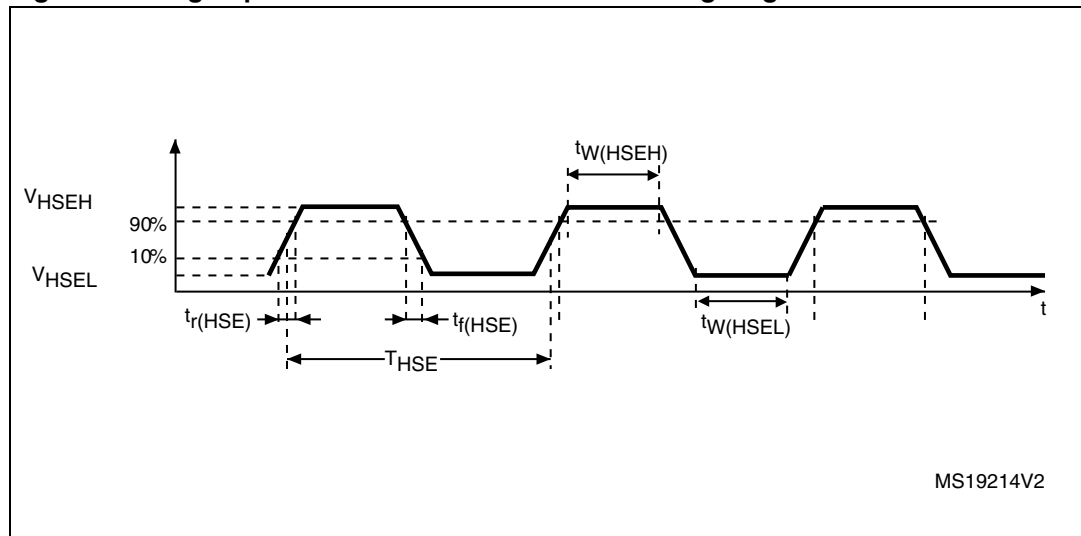 tW(HSEH)
VHSEH
90%
10%
VHSEL
tr(HSE)
tf(HSE)
tW(HSEL)
t
THSE
MS19214V2